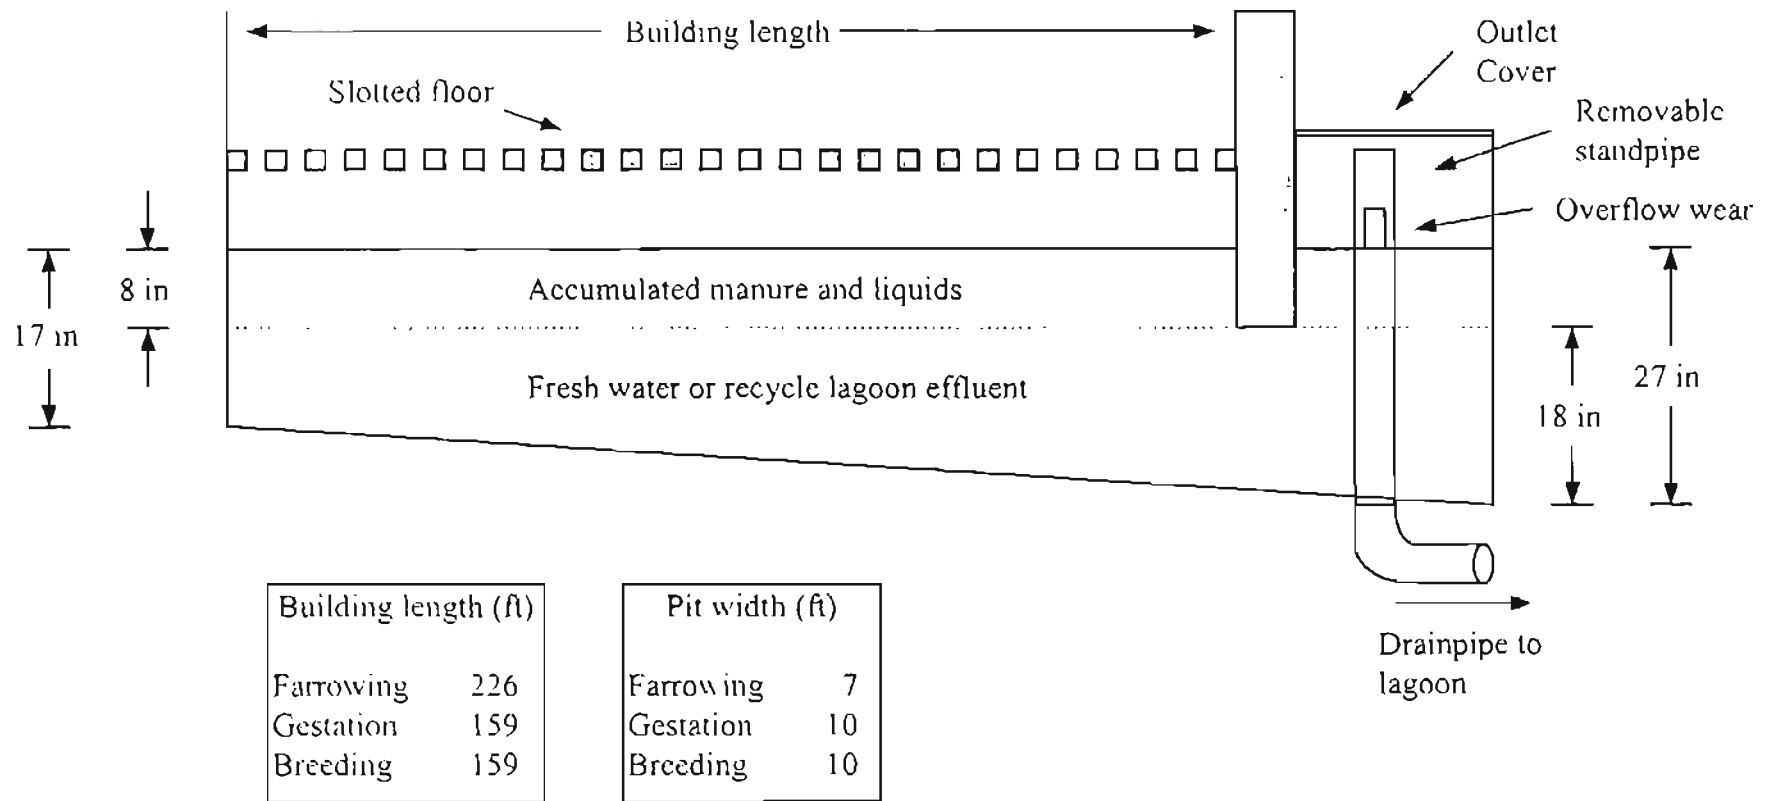 Building length
Outlet
Cover
Slotted floor
Removable
standpipe
Overflow wear
8 in
Accumulated manure and liquids
17 in
27 in
Fresh water or recycle lagoon effluent
18 in
Building length (ft)
Farrowing 226
Gestation 159
Breeding 159
Pit width (ft)
Farrowing 7
Gestation 10
Breeding 10
Drainpipe to
lagoon